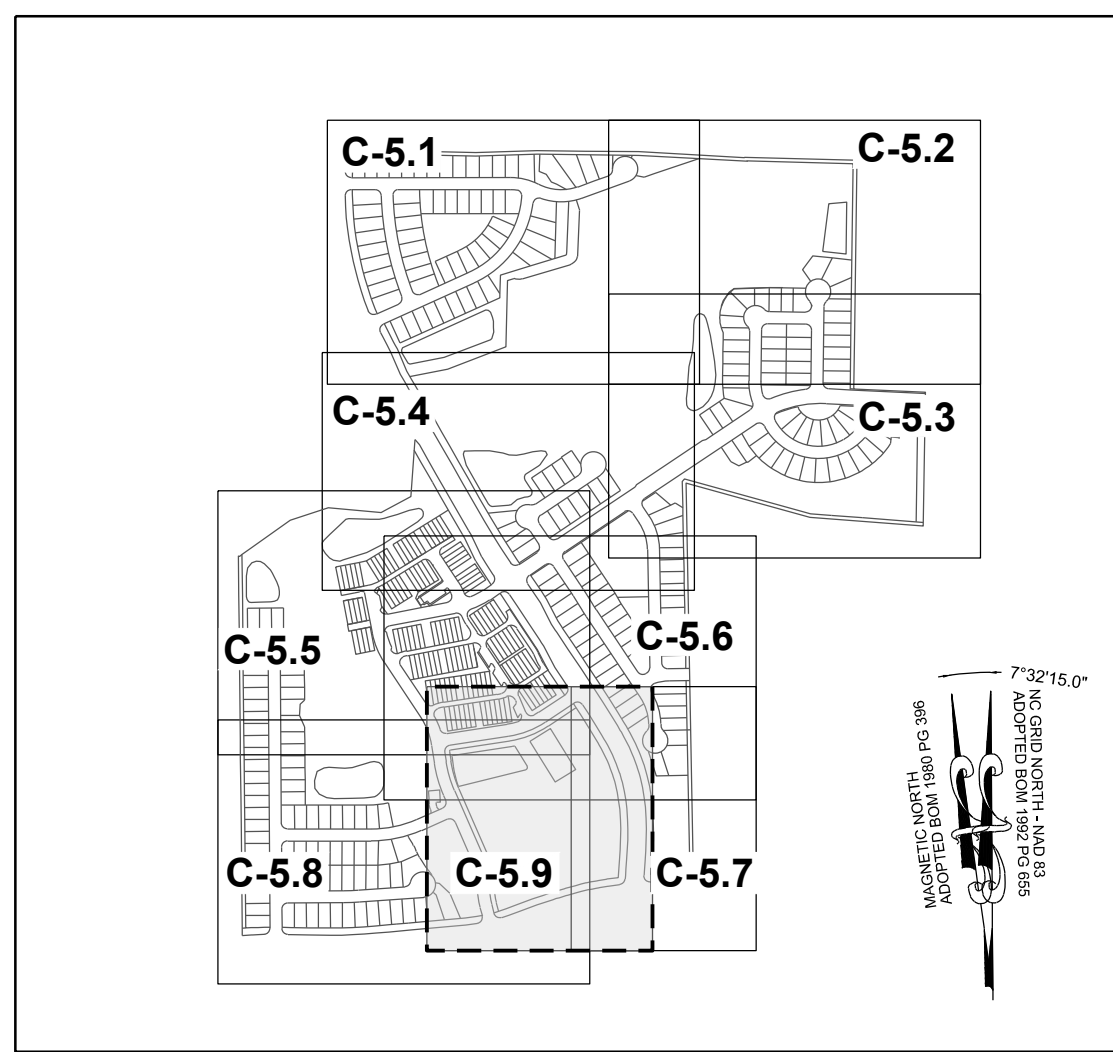 C-5.1
C-5.2
C-5.4
C-5.3
C-5.5
C-5.6
C-5.8
C-5.9
C-5.7
7°32'15.0"
MAGNETIC NORTH
ADOPTED BOM 1980 PG 396
NC GRID NORTH - NAD 83
ADOPTED BOM 1992 PG 655